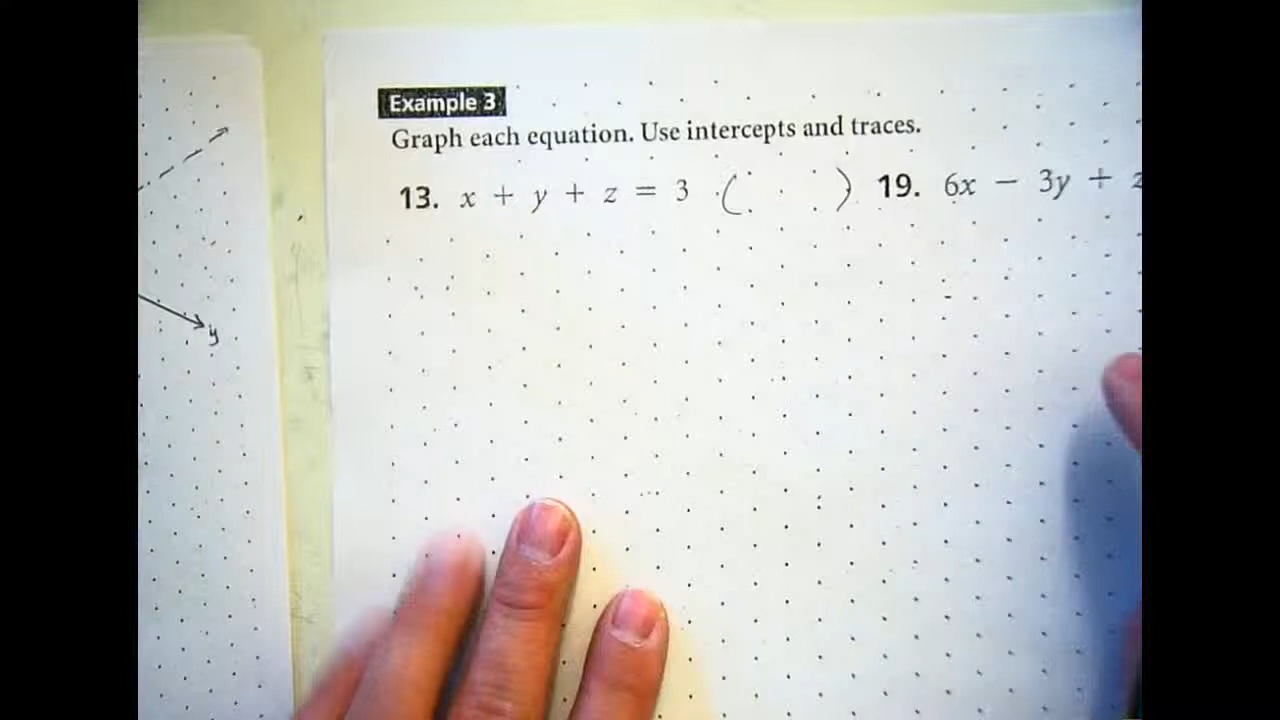 Example 3
Graph each equation. Use intercepts and traces.
13. x + y + z = 3 ( ) 19. 6x − 3y + z
y